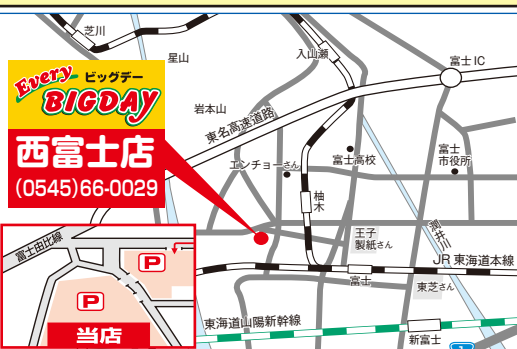 芝川
星山
入山瀬
富士IC
Every ビッグデー
BIGDAY
岩本山
東名高速道路
西富士店
(0545)66-0029
エンチョーさん
富士高校
富士
市役所
柚木
王子
製紙さん
潤井川
富士由比線
P
P
当店
JR東海道本線
富士
東芝さん
東海道山陽新幹線
新富士